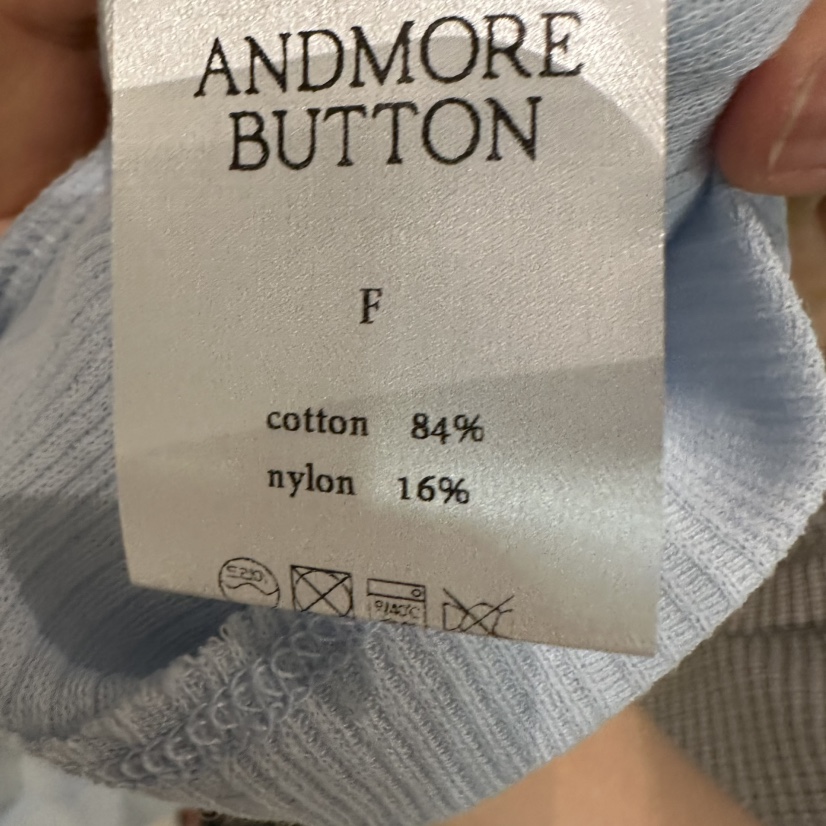 ANDMORE
BUTTON
F
cotton 84%
nylon 16%